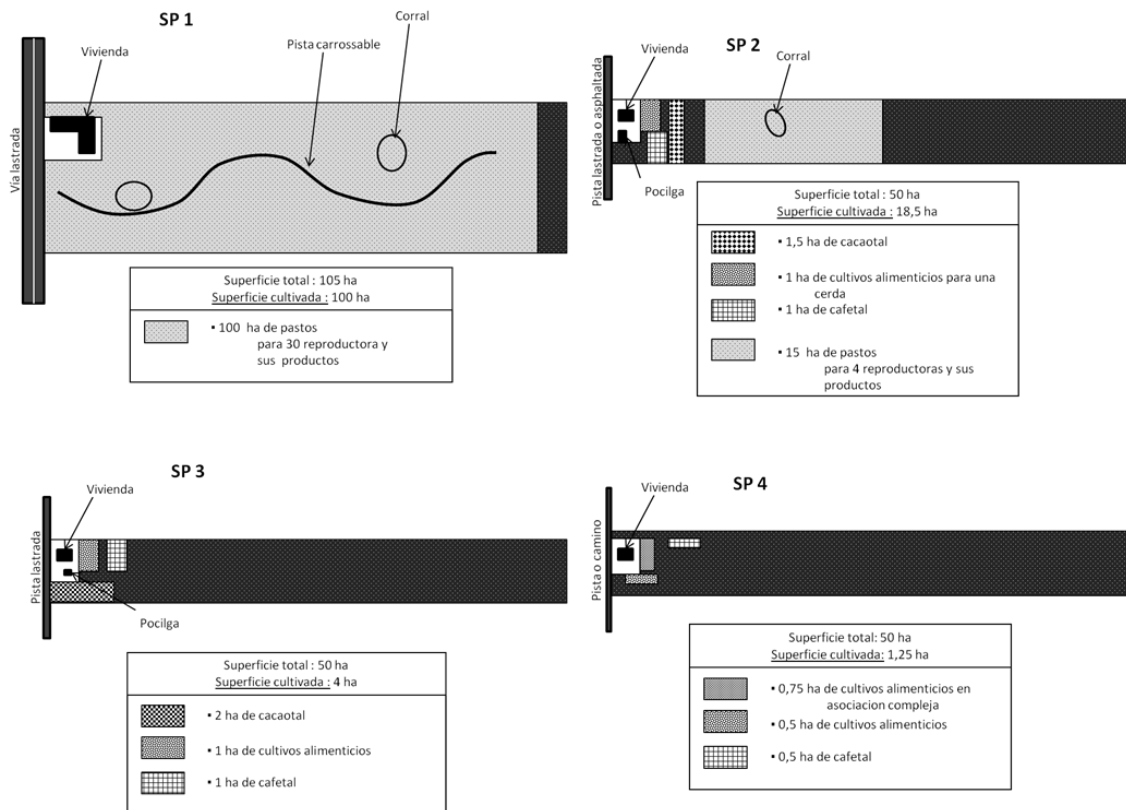 SP 1
Vivienda
Pista carrossable
Corral
Vía lastrada
Superficie total : 105 ha
Superficie cultivada : 100 ha
▪ 100 ha de pastos
para 30 reproductora y
sus productos
SP 2
Vivienda
Corral
Pista lastrada o asphaltada
Pocilga
Superficie total : 50 ha
Superficie cultivada : 18,5 ha
▪ 1,5 ha de cacaotal
▪ 1 ha de cultivos alimenticios para una
cerda
▪ 1 ha de cafetal
▪ 15 ha de pastos
para 4 reproductoras y sus
productos
SP 3
Vivienda
Pista lastrada
Pocilga
Superficie total : 50 ha
Superficie cultivada : 4 ha
▪ 2 ha de cacaotal
▪ 1 ha de cultivos alimenticios
▪ 1 ha de cafetal
SP 4
Vivienda
Pista o camino
Superficie total: 50 ha
Superficie cultivada: 1,25 ha
▪ 0,75 ha de cultivos alimenticios en
asociacion compleja
▪ 0,5 ha de cultivos alimenticios
▪ 0,5 ha de cafetal